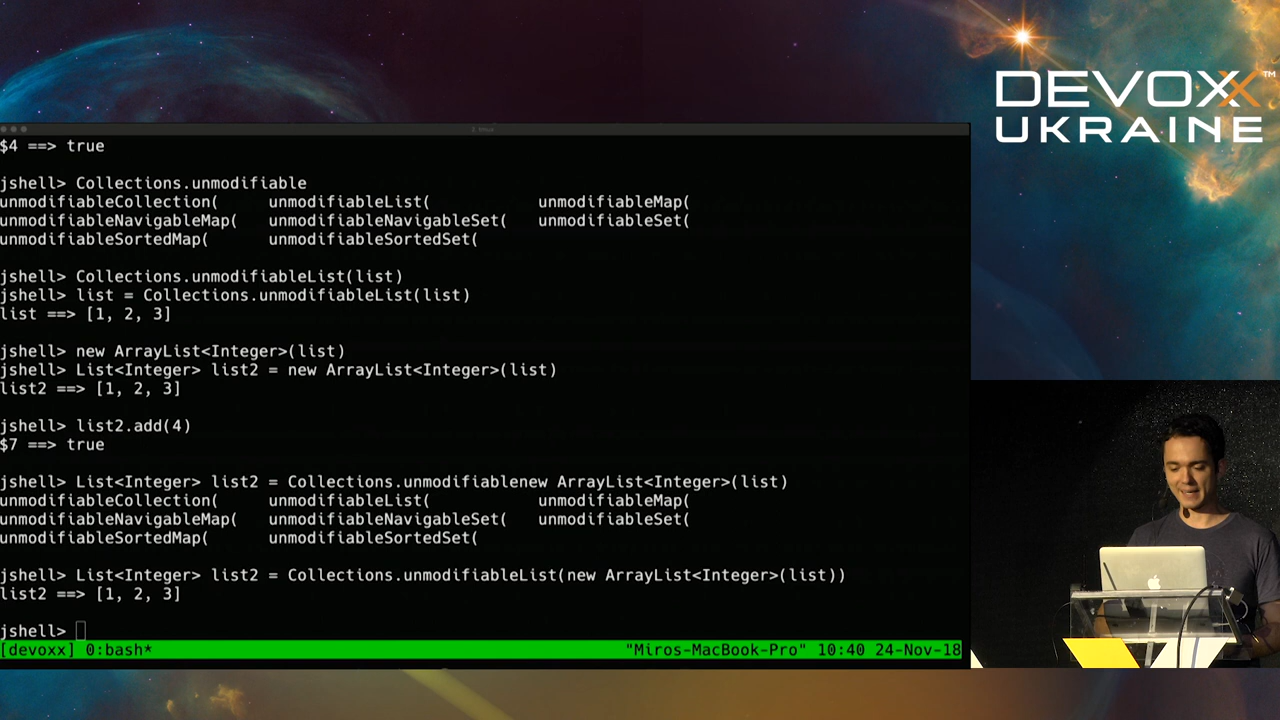 DEVOXX™
UKRAINE
$4 ==> true
jshell> Collections.unmodifiable
unmodifiableCollection( unmodifiableList( unmodifiableMap(
unmodifiableNavigableMap( unmodifiableNavigableSet( unmodifiableSet(
unmodifiableSortedMap( unmodifiableSortedSet(
jshell> Collections.unmodifiableList(list)
jshell> list = Collections.unmodifiableList(list)
list ==> [1, 2, 3]
jshell> new ArrayList<Integer>(list)
jshell> List<Integer> list2 = new ArrayList<Integer>(list)
list2 ==> [1, 2, 3]
jshell> list2.add(4)
$7 ==> true
jshell> List<Integer> list2 = Collections.unmodifiablenew ArrayList<Integer>(list)
unmodifiableCollection( unmodifiableList( unmodifiableMap(
unmodifiableNavigableMap( unmodifiableNavigableSet( unmodifiableSet(
unmodifiableSortedMap( unmodifiableSortedSet(
jshell> List<Integer> list2 = Collections.unmodifiableList(new ArrayList<Integer>(list))
list2 ==> [1, 2, 3]
jshell>
[devoxx] 0:bash* "Miros-MacBook-Pro" 10:40 24-Nov-18